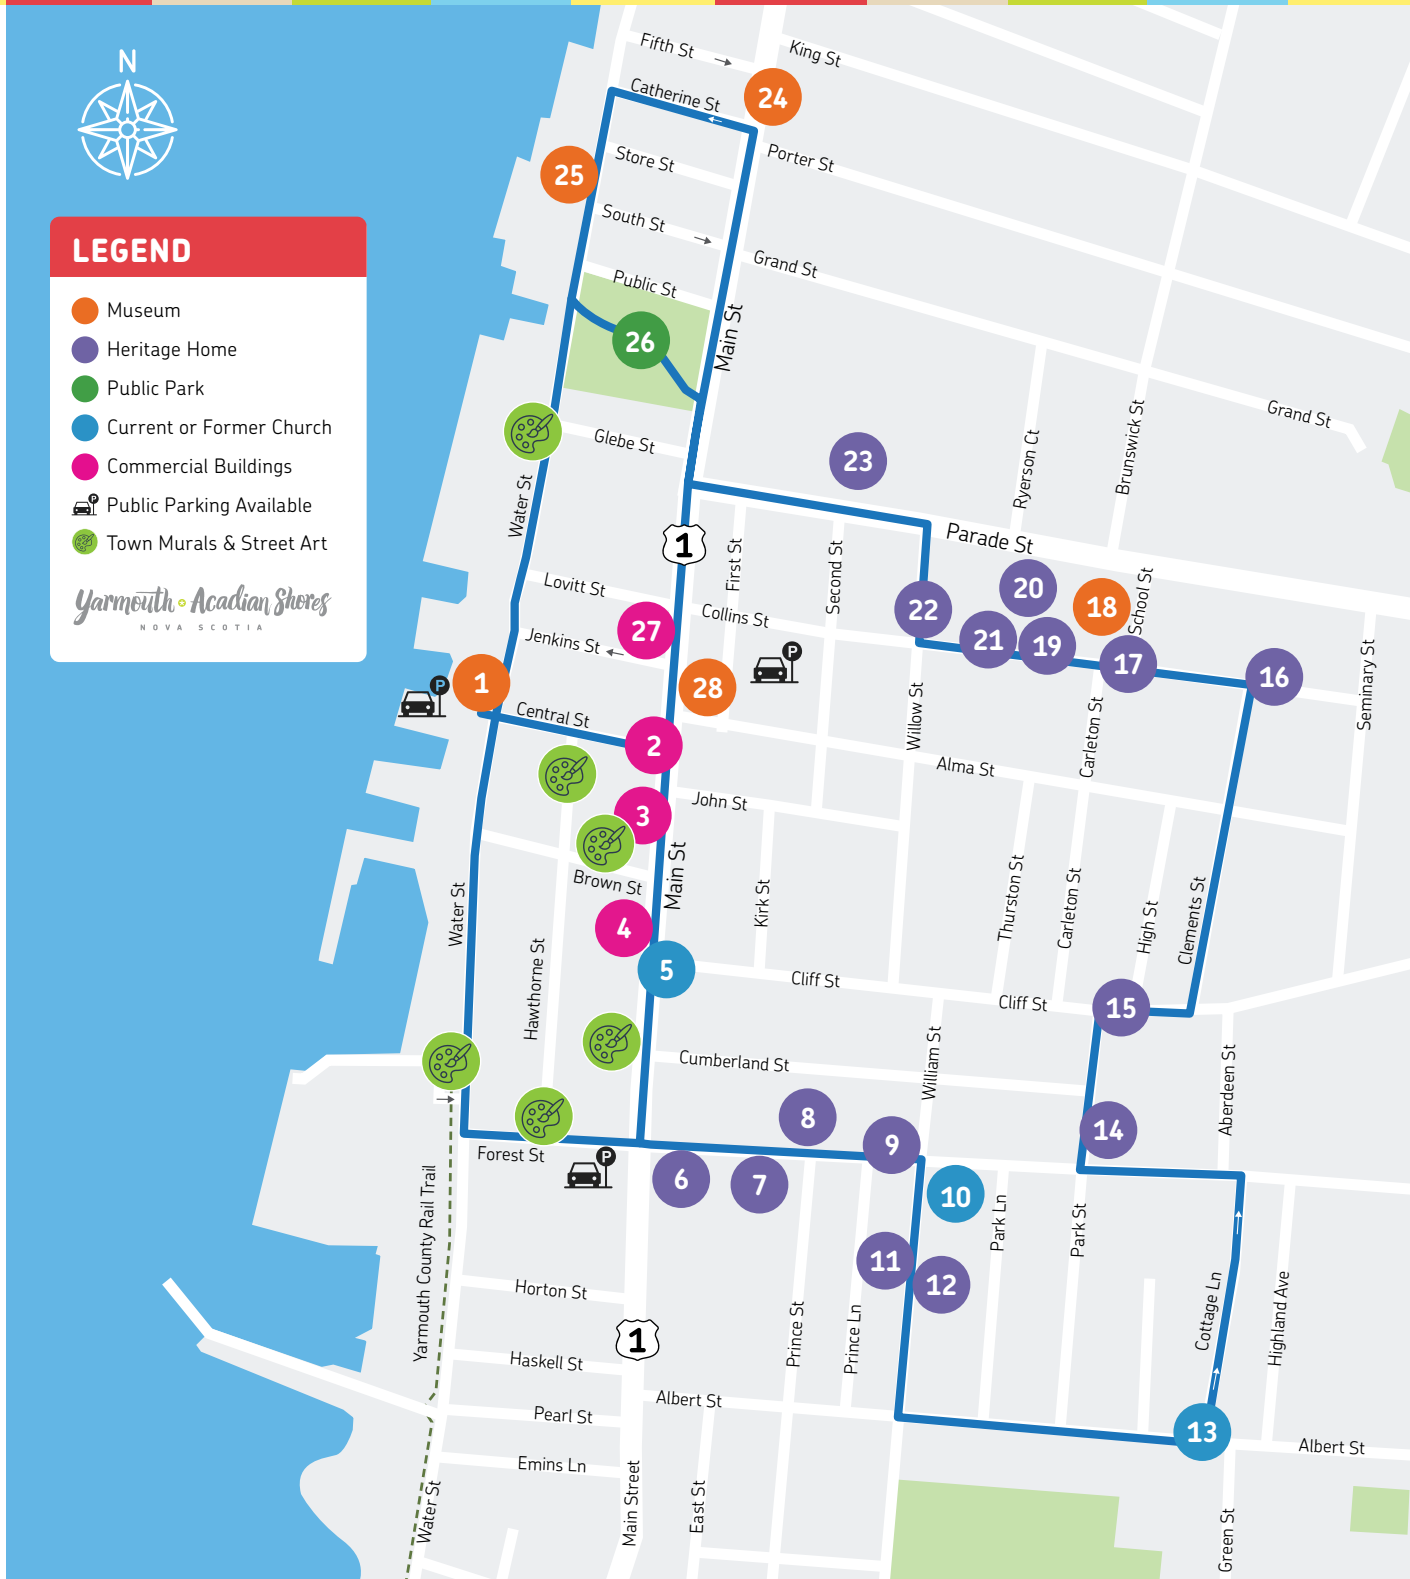 N
LEGEND
Museum
Heritage Home
Public Park
Current or Former Church
Commercial Buildings
P
Public Parking Available
Town Murals & Street Art
Yarmouth Acadian Shores
NOVA SCOTIA
Fifth St
King St
24
Catherine St
Porter St
25
Store St
South St
Grand St
Public St
26
Main St
Grand St
Glebe St
23
Ryerson Ct
Brunswick St
Water St
1
Parade St
First St
Second St
Lovitt St
20
18
School St
22
Collins St
27
Jenkins St
21
19
17
16
P
Seminary St
1
28
P
Central St
2
Willow St
Carleton St
Alma St
3
John St
Main St
Brown St
Kirk St
Thurston St
Carleton St
High St
Clements St
Water St
4
5
Hawthorne St
Cliff St
Cliff St
15
Cumberland St
William St
Aberdeen St
8
9
14
Forest St
P
6
7
10
Park Ln
Park St
Yarmouth County Rail Trail
11
12
Horton St
Prince St
Prince Ln
Cottage Ln
Highland Ave
1
Haskell St
Albert St
Pearl St
13
Albert St
Emins Ln
Water St
Main Street
East St
Green St